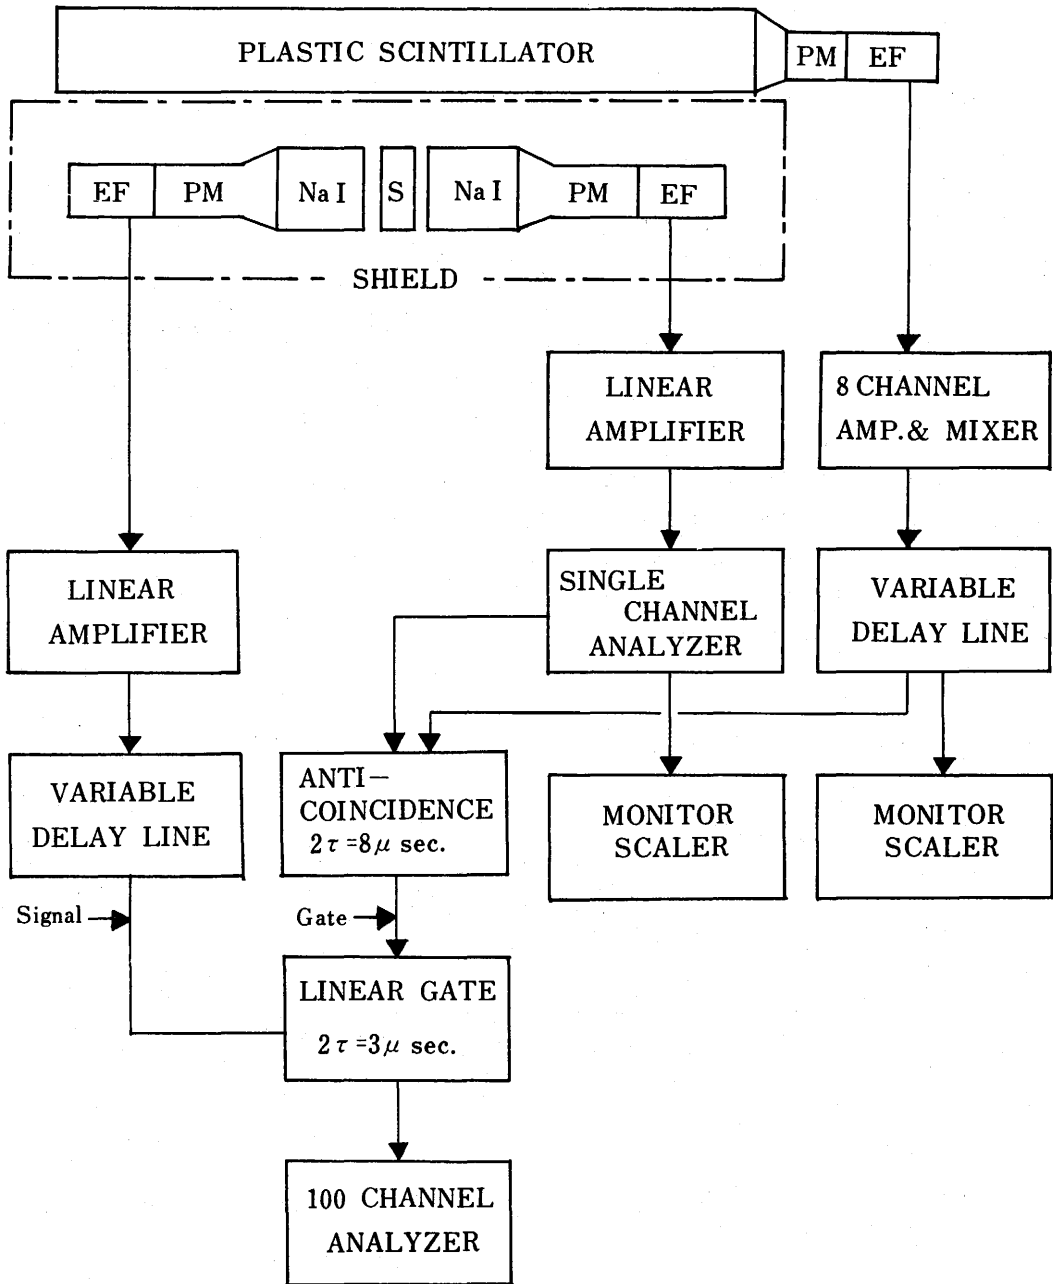 PLASTIC SCINTILLATOR
PM
EF
EF
PM
NaI
S
NaI
PM
EF
SHIELD
LINEAR
AMPLIFIER
8 CHANNEL
AMP.& MIXER
LINEAR
AMPLIFIER
SINGLE
CHANNEL
ANALYZER
VARIABLE
DELAY LINE
VARIABLE
DELAY LINE
ANTI-
COINCIDENCE
2τ=8μ sec.
MONITOR
SCALER
MONITOR
SCALER
Signal
Gate
LINEAR GATE
2τ=3μ sec.
100 CHANNEL
ANALYZER